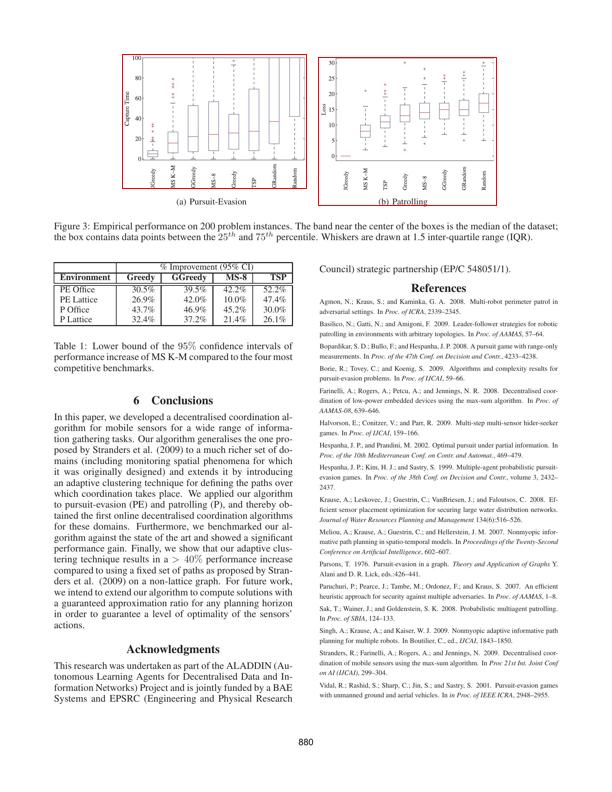 100
80
60
40
20
0
Capture Time
JGreedy
MS K–M
GGreedy
MS–8
Greedy
TSP
GRandom
Random
(a) Pursuit-Evasion
30
25
20
15
10
5
0
Loss
JGreedy
MS K–M
TSP
Greedy
MS–8
GGreedy
GRandom
Random
(b) Patrolling
Figure 3: Empirical performance on 200 problem instances. The band near the center of the boxes is the median of the dataset;
the box contains data points between the 25th and 75th percentile. Whiskers are drawn at 1.5 inter-quartile range (IQR).
% Improvement (95% CI)
Environment Greedy GGreedy MS-8 TSP
PE Office 30.5% 39.5% 42.2% 52.2%
PE Lattice 26.9% 42.0% 10.0% 47.4%
P Office 43.7% 46.9% 45.2% 30.0%
P Lattice 32.4% 37.2% 21.4% 26.1%
Table 1: Lower bound of the 95% confidence intervals of
performance increase of MS K-M compared to the four most
competitive benchmarks.
6 Conclusions
In this paper, we developed a decentralised coordination al-
gorithm for mobile sensors for a wide range of informa-
tion gathering tasks. Our algorithm generalises the one pro-
posed by Stranders et al. (2009) to a much richer set of do-
mains (including monitoring spatial phenomena for which
it was originally designed) and extends it by introducing
an adaptive clustering technique for defining the paths over
which coordination takes place. We applied our algorithm
to pursuit-evasion (PE) and patrolling (P), and thereby ob-
tained the first online decentralised coordination algorithms
for these domains. Furthermore, we benchmarked our al-
gorithm against the state of the art and showed a significant
performance gain. Finally, we show that our adaptive clus-
tering technique results in a > 40% performance increase
compared to using a fixed set of paths as proposed by Stran-
ders et al. (2009) on a non-lattice graph. For future work,
we intend to extend our algorithm to compute solutions with
a guaranteed approximation ratio for any planning horizon
in order to guarantee a level of optimality of the sensors'
actions.
Acknowledgments
This research was undertaken as part of the ALADDIN (Au-
tonomous Learning Agents for Decentralised Data and In-
formation Networks) Project and is jointly funded by a BAE
Systems and EPSRC (Engineering and Physical Research
Council) strategic partnership (EP/C 548051/1).
References
Agmon, N.; Kraus, S.; and Kaminka, G. A. 2008. Multi-robot perimeter patrol in
adversarial settings. In Proc. of ICRA, 2339–2345.
Basilico, N.; Gatti, N.; and Amigoni, F. 2009. Leader-follower strategies for robotic
patrolling in environments with arbitrary topologies. In Proc. of AAMAS, 57–64.
Bopardikar, S. D.; Bullo, F.; and Hespanha, J. P. 2008. A pursuit game with range-only
measurements. In Proc. of the 47th Conf. on Decision and Contr., 4233–4238.
Borie, R.; Tovey, C.; and Koenig, S. 2009. Algorithms and complexity results for
pursuit-evasion problems. In Proc. of IJCAI, 59–66.
Farinelli, A.; Rogers, A.; Petcu, A.; and Jennings, N. R. 2008. Decentralised coor-
dination of low-power embedded devices using the max-sum algorithm. In Proc. of
AAMAS-08, 639–646.
Halvorson, E.; Conitzer, V.; and Parr, R. 2009. Multi-step multi-sensor hider-seeker
games. In Proc. of IJCAI, 159–166.
Hespanha, J. P., and Prandini, M. 2002. Optimal pursuit under partial information. In
Proc. of the 10th Mediterranean Conf. on Contr. and Automat., 469–479.
Hespanha, J. P.; Kim, H. J.; and Sastry, S. 1999. Multiple-agent probabilistic pursuit-
evasion games. In Proc. of the 38th Conf. on Decision and Contr., volume 3, 2432–
2437.
Krause, A.; Leskovec, J.; Guestrin, C.; VanBriesen, J.; and Faloutsos, C. 2008. Ef-
ficient sensor placement optimization for securing large water distribution networks.
Journal of Water Resources Planning and Management 134(6):516–526.
Meliou, A.; Krause, A.; Guestrin, C.; and Hellerstein, J. M. 2007. Nonmyopic infor-
mative path planning in spatio-temporal models. In Proceedings of the Twenty-Second
Conference on Artificial Intelligence, 602–607.
Parsons, T. 1976. Pursuit-evasion in a graph. Theory and Application of Graphs Y.
Alani and D. R. Lick, eds.:426–441.
Paruchuri, P.; Pearce, J.; Tambe, M.; Ordonez, F.; and Kraus, S. 2007. An efficient
heuristic approach for security against multiple adversaries. In Proc. of AAMAS, 1–8.
Sak, T.; Wainer, J.; and Goldenstein, S. K. 2008. Probabilistic multiagent patrolling.
In Proc. of SBIA, 124–133.
Singh, A.; Krause, A.; and Kaiser, W. J. 2009. Nonmyopic adaptive informative path
planning for multiple robots. In Boutilier, C., ed., IJCAI, 1843–1850.
Stranders, R.; Farinelli, A.; Rogers, A.; and Jennings, N. 2009. Decentralised coor-
dination of mobile sensors using the max-sum algorithm. In Proc 21st Int. Joint Conf
on AI (IJCAI), 299–304.
Vidal, R.; Rashid, S.; Sharp, C.; Jin, S.; and Sastry, S. 2001. Pursuit-evasion games
with unmanned ground and aerial vehicles. In in Proc. of IEEE ICRA, 2948–2955.
880